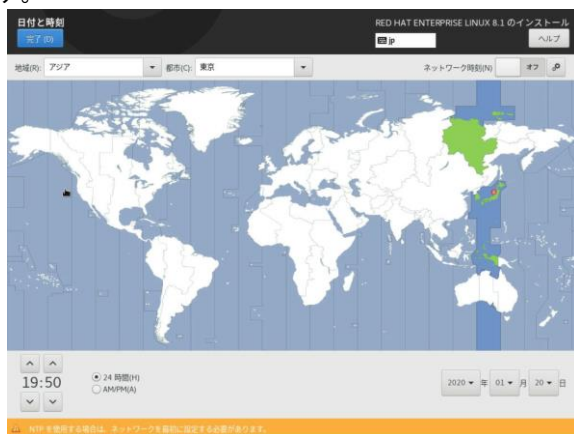 す。
日付と時刻
RED HAT ENTERPRISE LINUX 8.1 のインストール
完了(D)
jp
ヘルプ
地域(R): アジア 都市(C): 東京 ネットワーク時刻(N) オフ
19:50
24 時間(H)
AM/PM(A)
2020 年 01 月 20 日
NTP を使用する場合は、ネットワークを最初に設定する必要があります。